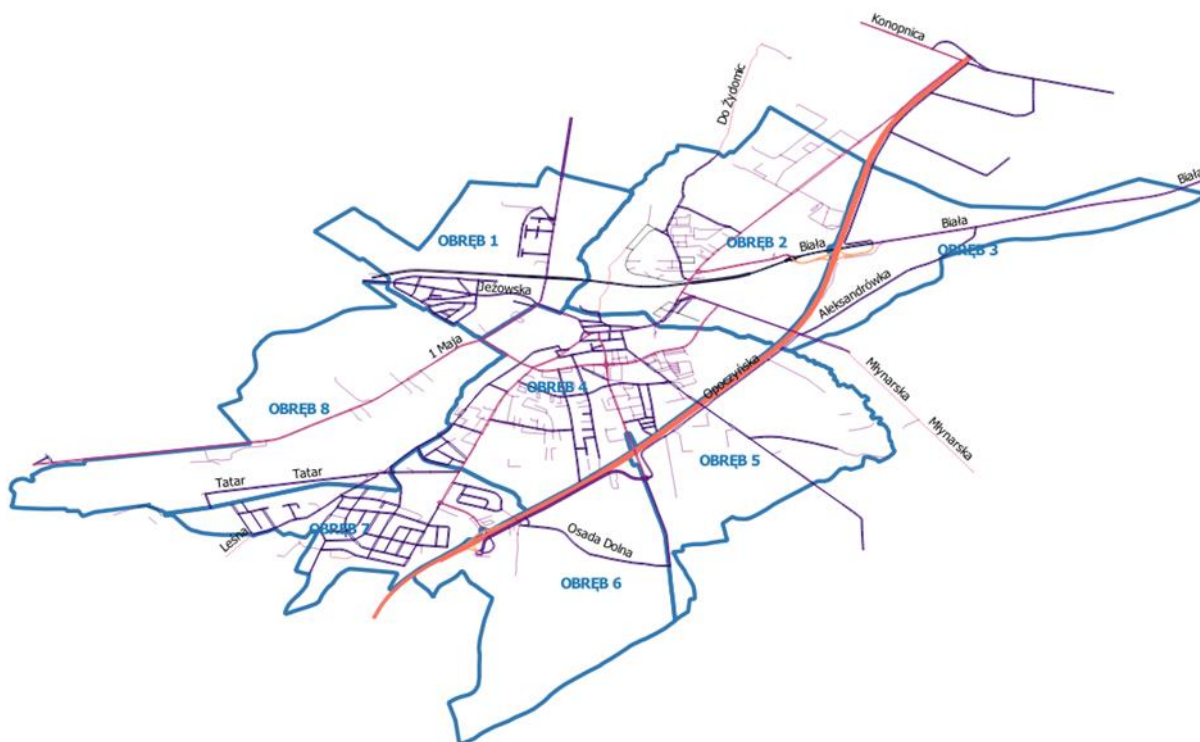 Konopnica
Do Żydomic
Biała
Biała
OBRĘB 1
OBRĘB 2
Biała
OBRĘB 3
Jeżowska
Aleksandrówka
1 Maja
Opoczyńska
Młynarska
OBRĘB 4
OBRĘB 8
Młynarska
OBRĘB 5
Tatar
Tatar
Leśna
OBRĘB 7
Osada Dolna
OBRĘB 6